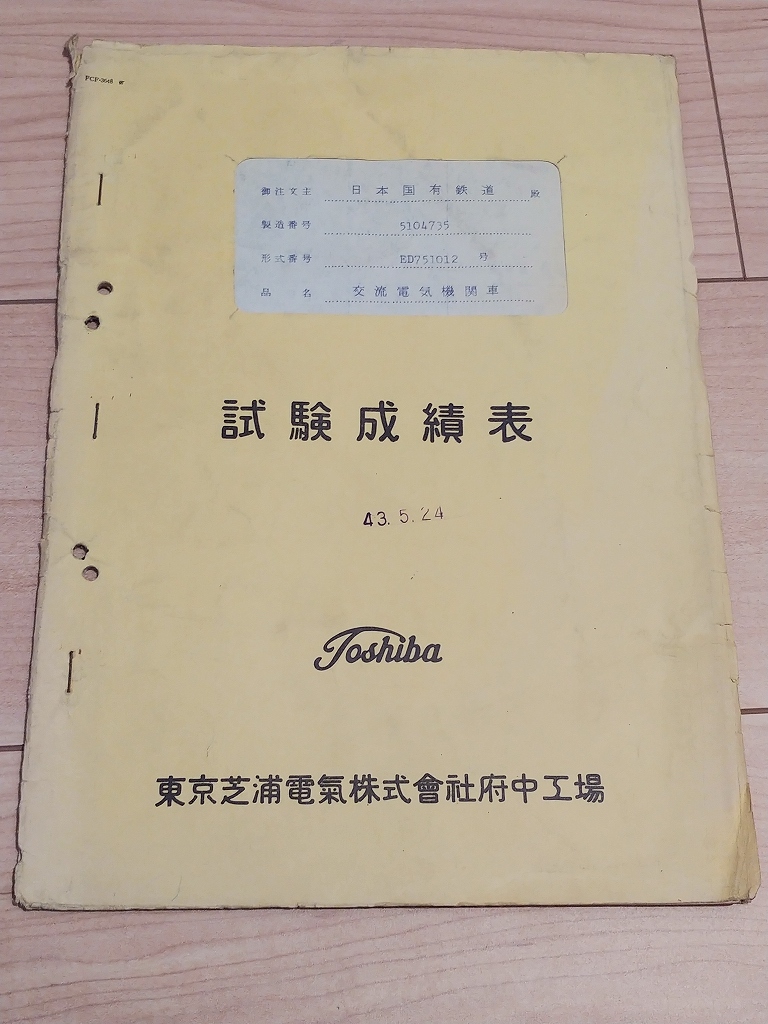 御注文主 日本国有鉄道 殿
製造番号 5104735
形式番号 ED751012 号
品名 交流電気機関車
試験成績表
43.5.24
Toshiba
東京芝浦電氣株式會社府中工場